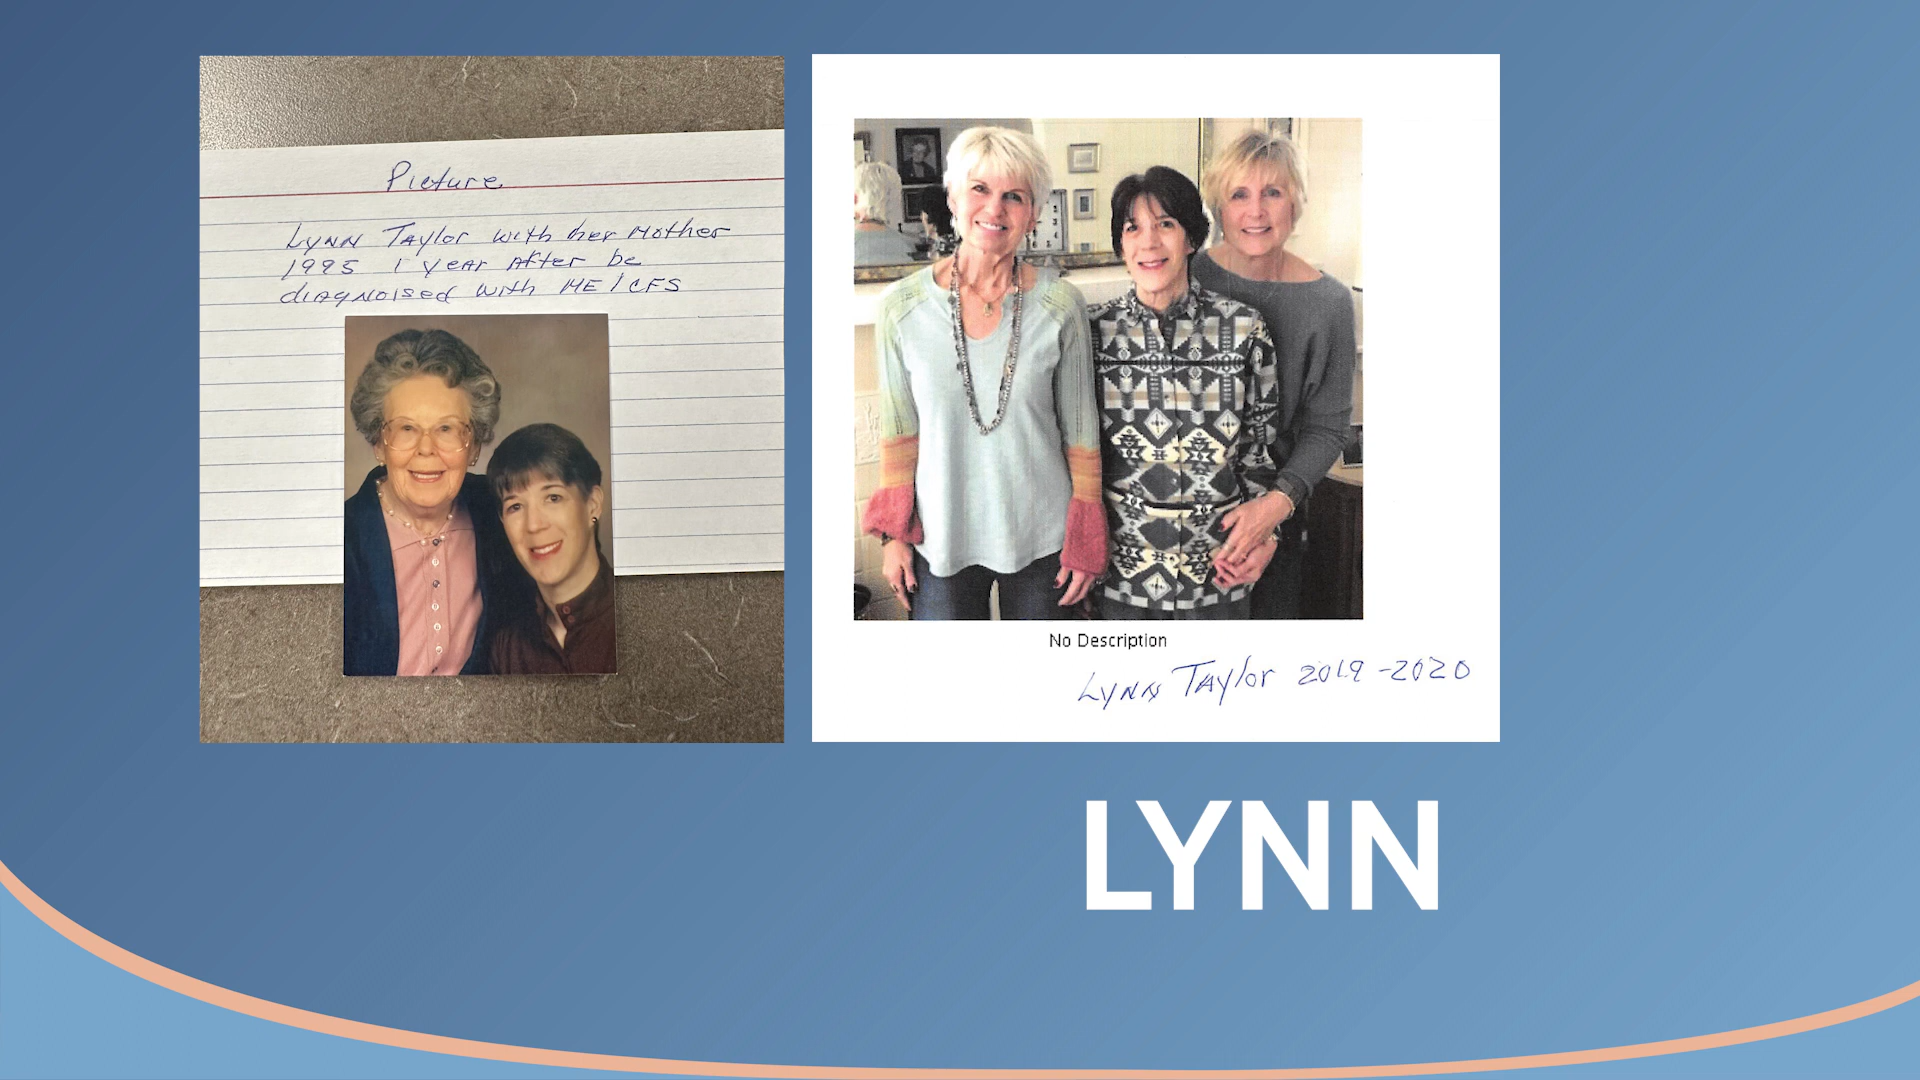 Picture
Lynn Taylor with her Mother
1995 1 year After be
diagnoised with ME/CFS
No Description
Lynn Taylor 2019-2020
LYNN